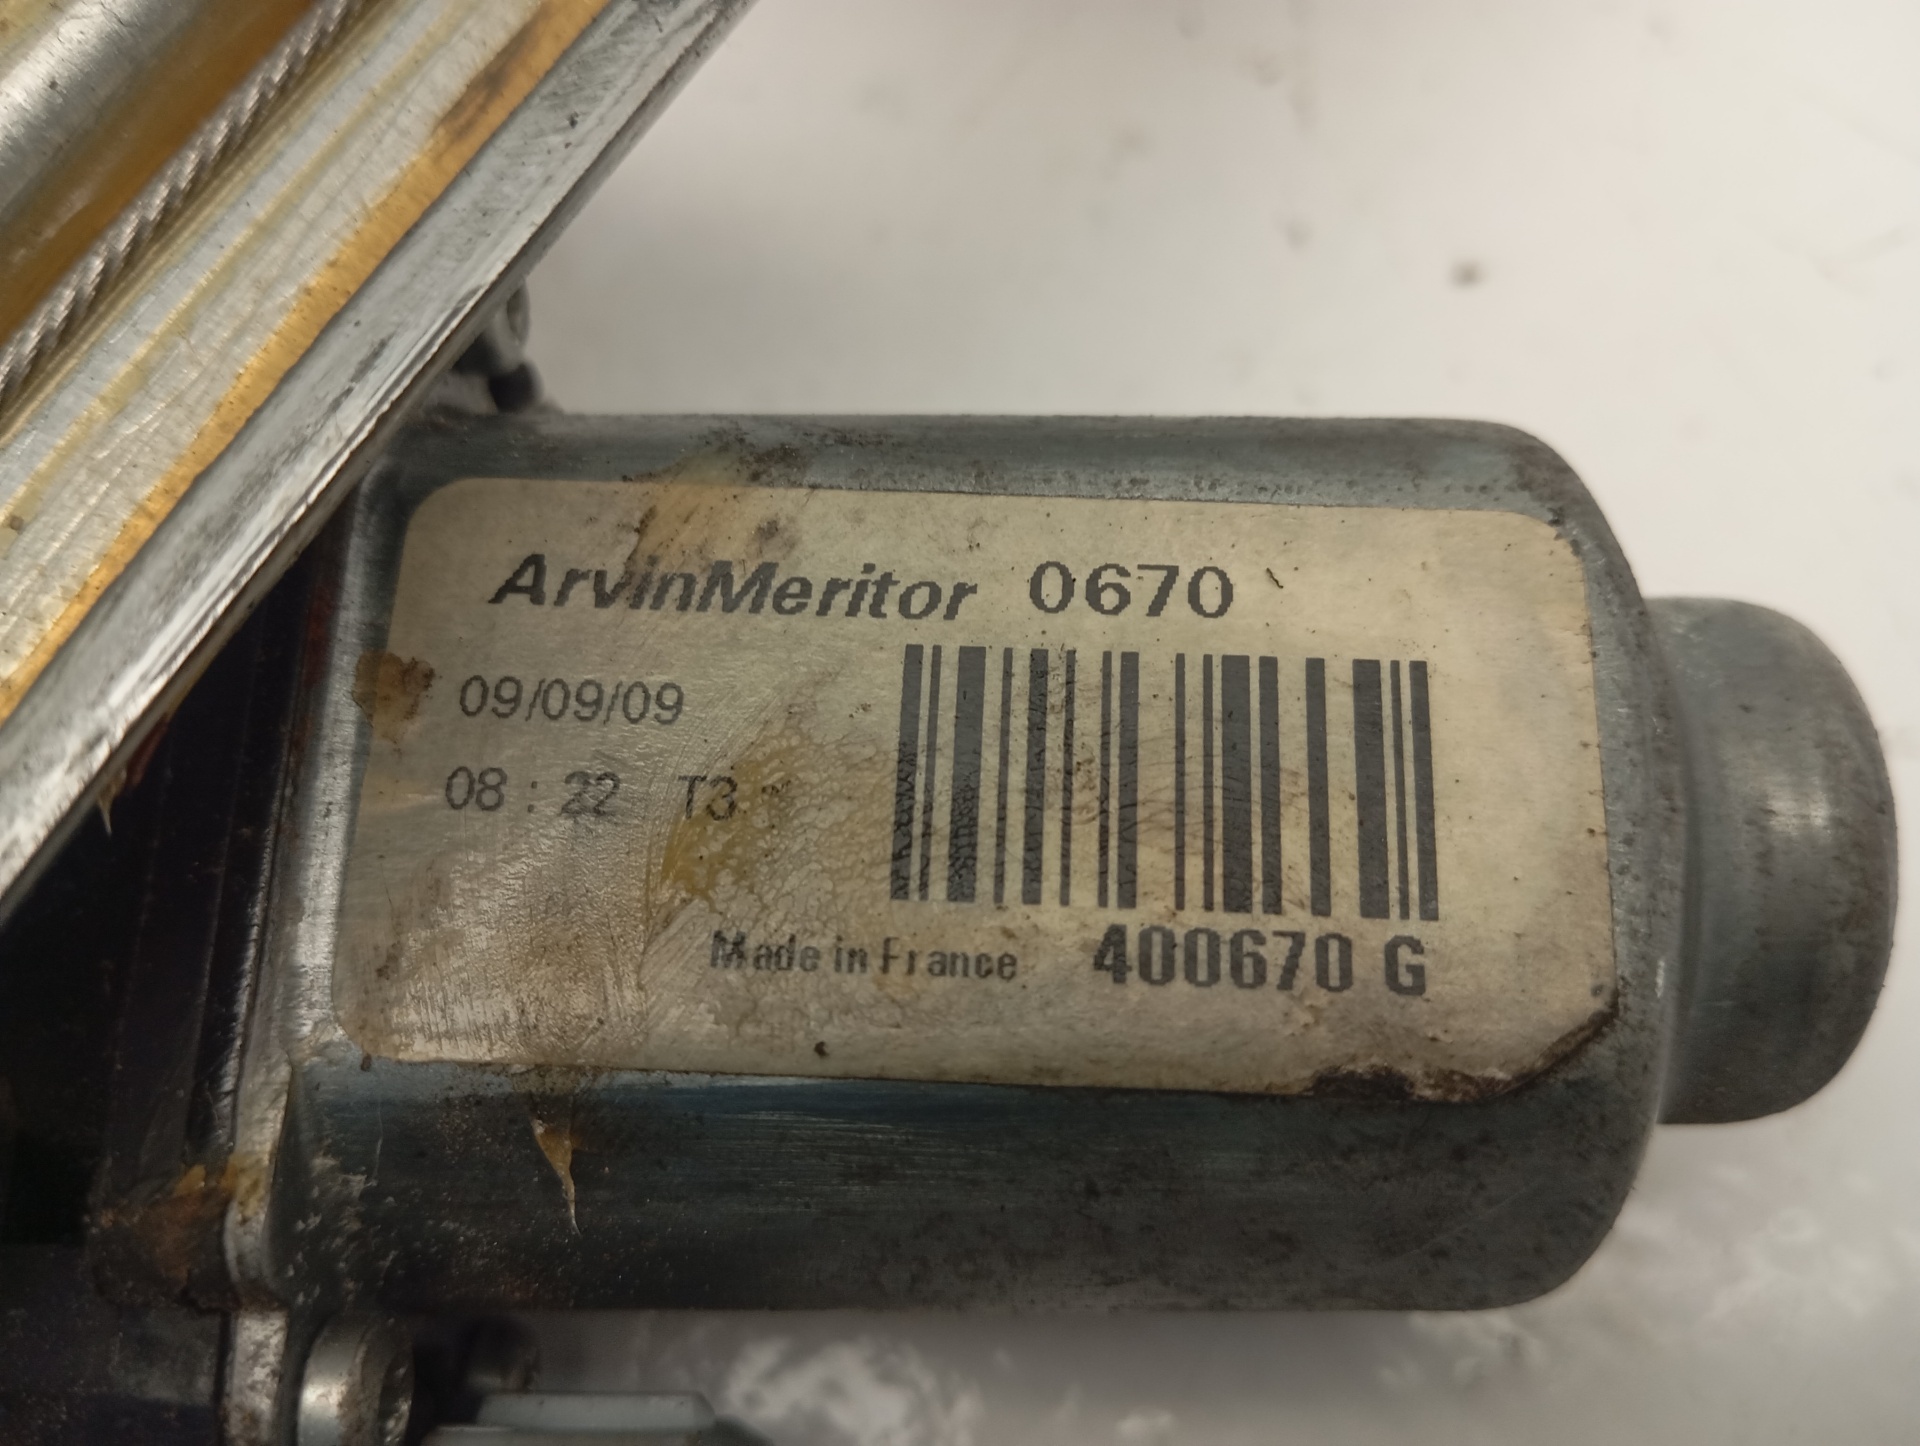 ArvinMeritor 0670
09/09/09
08 : 22 T3
Made in France 400670 G